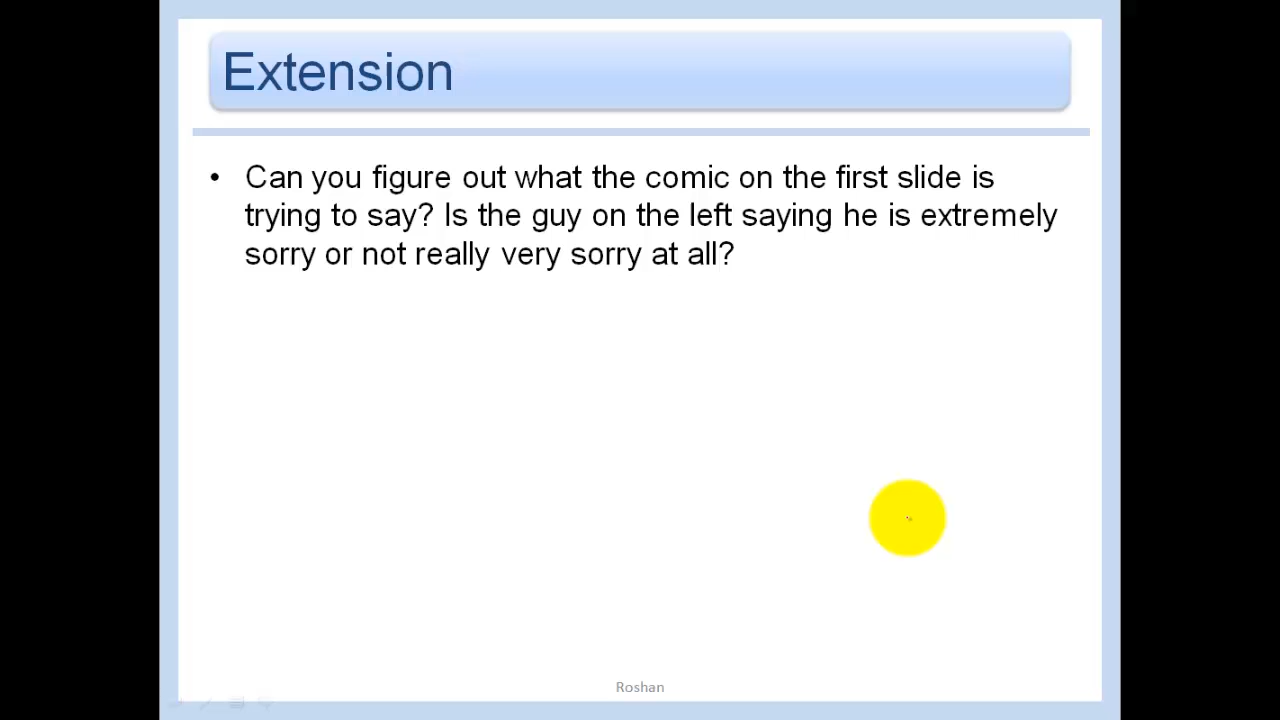 Extension
• Can you figure out what the comic on the first slide is
trying to say? Is the guy on the left saying he is extremely
sorry or not really very sorry at all?
Roshan